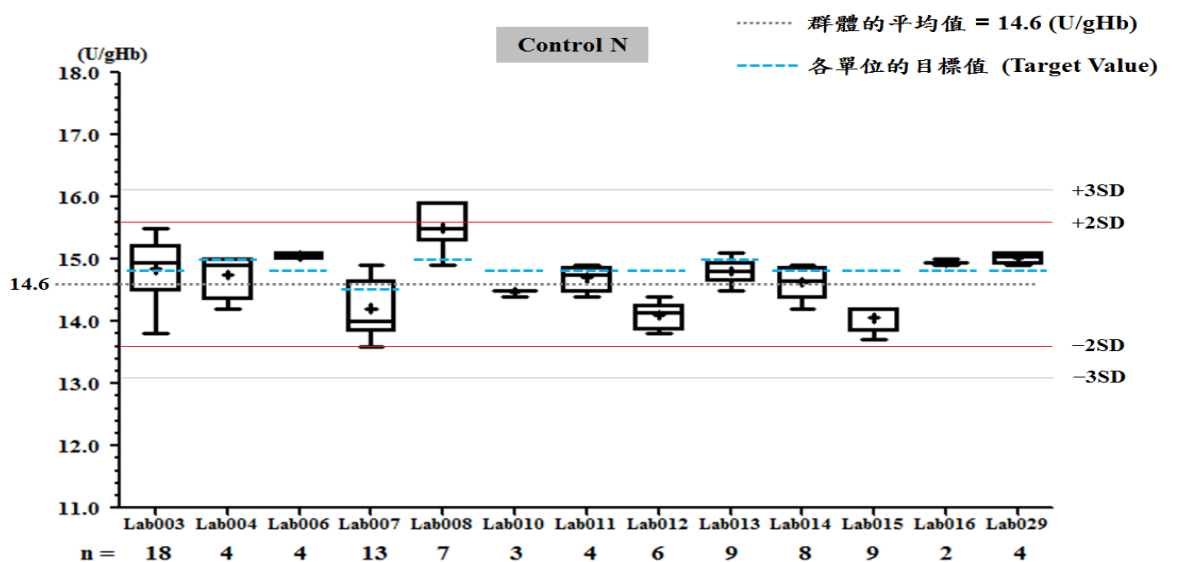 群體的平均值 = 14.6 (U/gHb)
各單位的目標值 (Target Value)
Control N
(U/gHb)
18.0
17.0
16.0
15.0
14.6
14.0
13.0
12.0
11.0
+3SD
+2SD
−2SD
−3SD
Lab003 Lab004 Lab006 Lab007 Lab008 Lab010 Lab011 Lab012 Lab013 Lab014 Lab015 Lab016 Lab029
n = 18 4 4 13 7 3 4 6 9 8 9 2 4